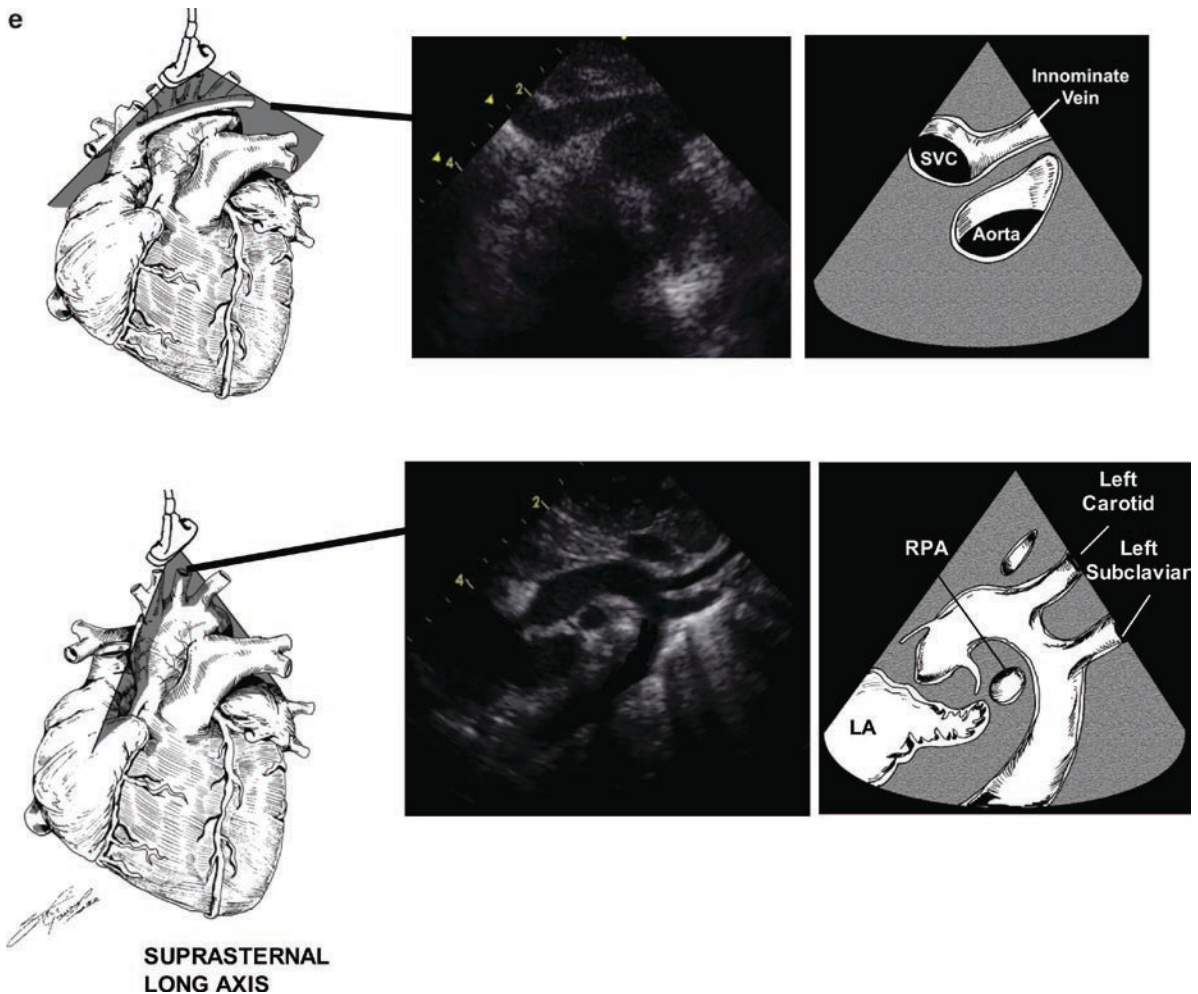 e
2
4
Innominate
Vein
SVC
Aorta
2
4
Left
Carotid
RPA
Left
Subclavian
LA
SUPRASTERNAL
LONG AXIS